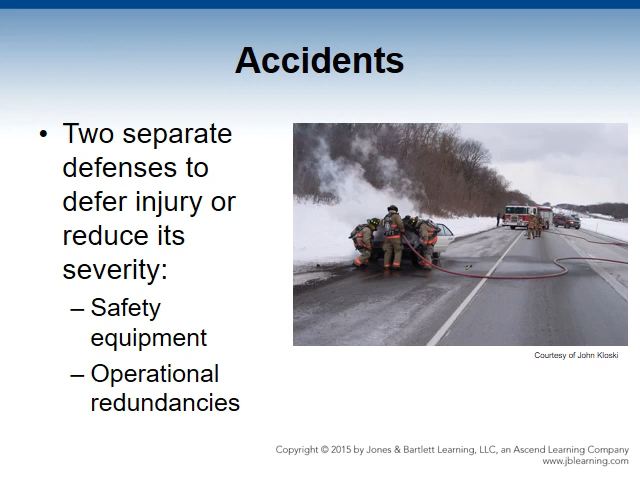 Accidents
• Two separate
defenses to
defer injury or
reduce its
severity:
– Safety
equipment
– Operational
redundancies
Courtesy of John Kloski
Copyright © 2015 by Jones & Bartlett Learning, LLC, an Ascend Learning Company
www.jblearning.com